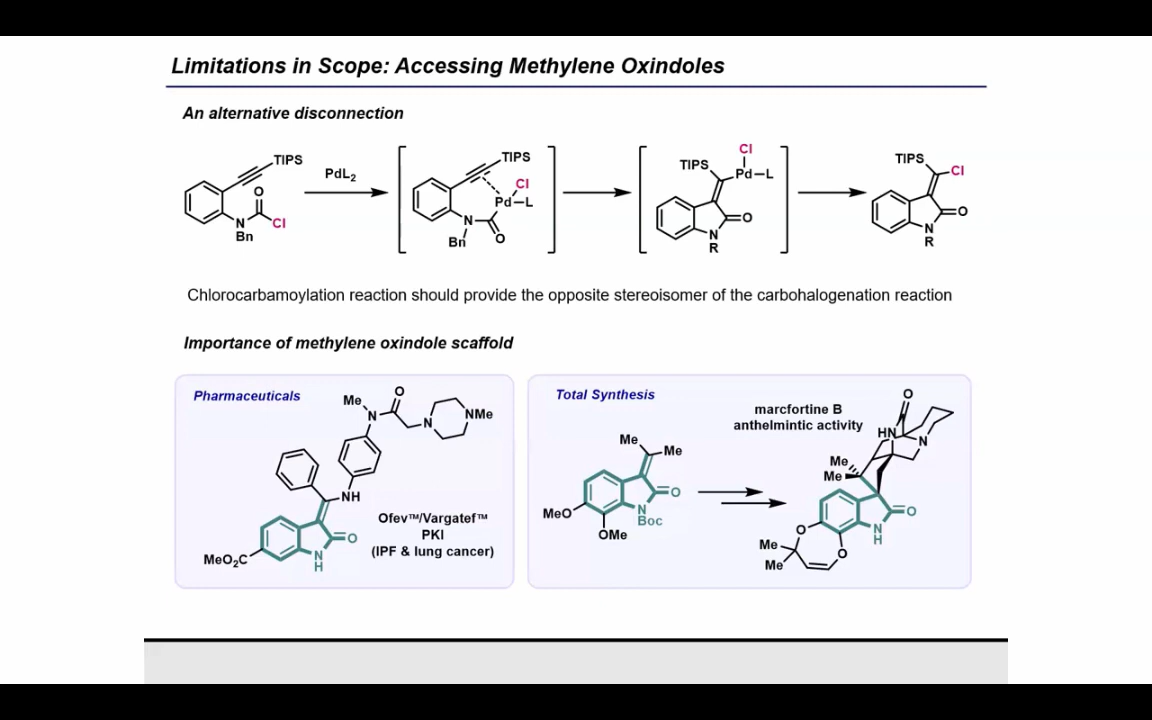 Limitations in Scope: Accessing Methylene Oxindoles
An alternative disconnection
TIPS
O
Cl
N
Bn
PdL2
TIPS
Cl
Pd–L
N
Bn
O
Cl
TIPS
Pd–L
O
N
R
TIPS
Cl
O
N
R
Chlorocarbamoylation reaction should provide the opposite stereoisomer of the carbohalogenation reaction
Importance of methylene oxindole scaffold
Pharmaceuticals
Me
O
N
N
NMe
NH
O
MeO2C
N
H
Ofev™/Vargatef™
PKI
(IPF & lung cancer)
Total Synthesis
Me
Me
O
MeO
N
Boc
OMe
marcfortine B
anthelmintic activity
O
HN
N
Me
Me
O
O
N
H
Me
O
Me